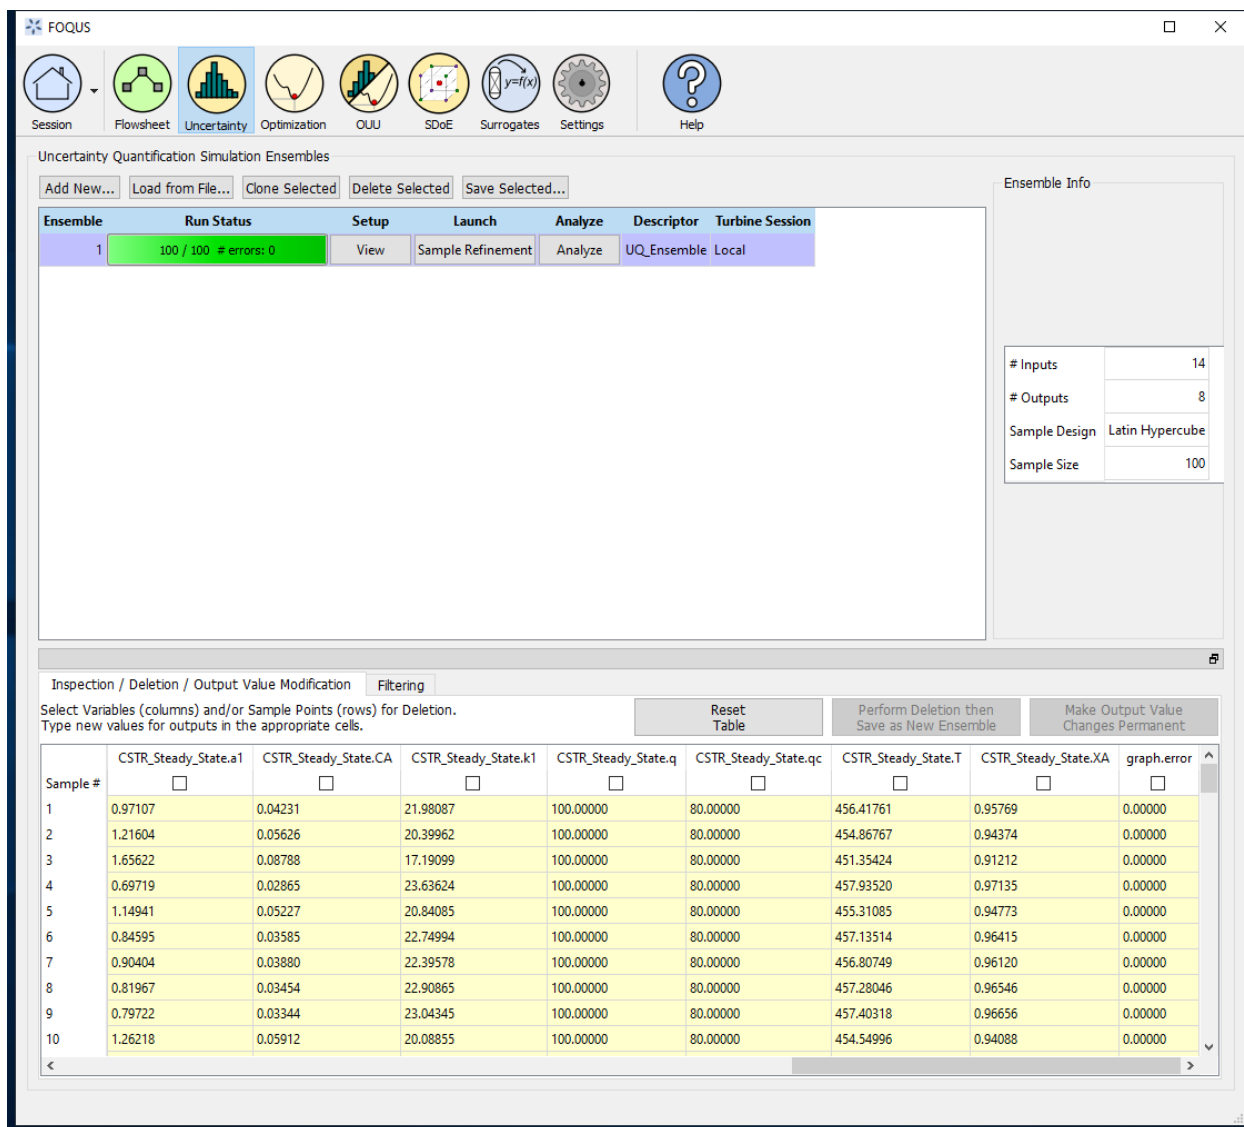 FOQUS
y=f(x)
Session Flowsheet Uncertainty Optimization OUU SDoE Surrogates Settings Help
Uncertainty Quantification Simulation Ensembles
Add New... Load from File... Clone Selected Delete Selected Save Selected...
Ensemble Run Status Setup Launch Analyze Descriptor Turbine Session
1 100 / 100 # errors: 0 View Sample Refinement Analyze UQ_Ensemble Local
Ensemble Info
# Inputs 14
# Outputs 8
Sample Design Latin Hypercube
Sample Size 100
Inspection / Deletion / Output Value Modification Filtering
Select Variables (columns) and/or Sample Points (rows) for Deletion.
Type new values for outputs in the appropriate cells.
Reset
Table
Perform Deletion then
Save as New Ensemble
Make Output Value
Changes Permanent
CSTR_Steady_State.a1 CSTR_Steady_State.CA CSTR_Steady_State.k1 CSTR_Steady_State.q CSTR_Steady_State.qc CSTR_Steady_State.T CSTR_Steady_State.XA graph.error
Sample #
1 0.97107 0.04231 21.98087 100.00000 80.00000 456.41761 0.95769 0.00000
2 1.21604 0.05626 20.39962 100.00000 80.00000 454.86767 0.94374 0.00000
3 1.65622 0.08788 17.19099 100.00000 80.00000 451.35424 0.91212 0.00000
4 0.69719 0.02865 23.63624 100.00000 80.00000 457.93520 0.97135 0.00000
5 1.14941 0.05227 20.84085 100.00000 80.00000 455.31085 0.94773 0.00000
6 0.84595 0.03585 22.74994 100.00000 80.00000 457.13514 0.96415 0.00000
7 0.90404 0.03880 22.39578 100.00000 80.00000 456.80749 0.96120 0.00000
8 0.81967 0.03454 22.90865 100.00000 80.00000 457.28046 0.96546 0.00000
9 0.79722 0.03344 23.04345 100.00000 80.00000 457.40318 0.96656 0.00000
10 1.26218 0.05912 20.08855 100.00000 80.00000 454.54996 0.94088 0.00000